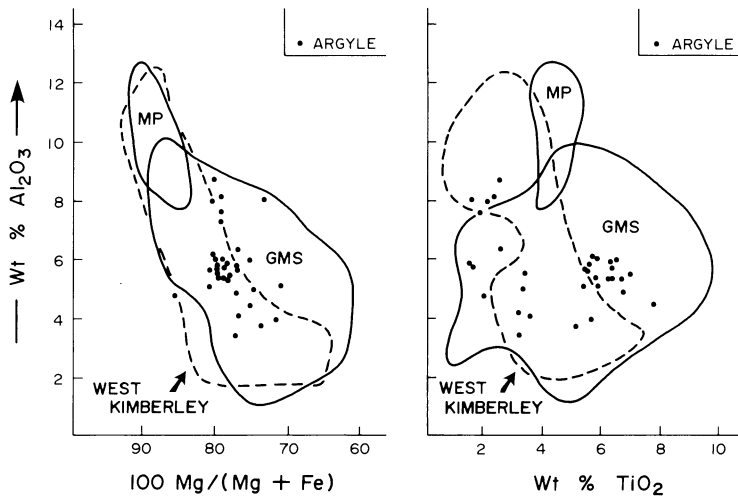 Wt % Al2O3
14
12
10
8
6
4
2
• ARGYLE
MP
GMS
WEST
KIMBERLEY
90 80 70 60
100 Mg/(Mg + Fe)
• ARGYLE
MP
GMS
WEST
KIMBERLEY
2 4 6 8 10
Wt % TiO2